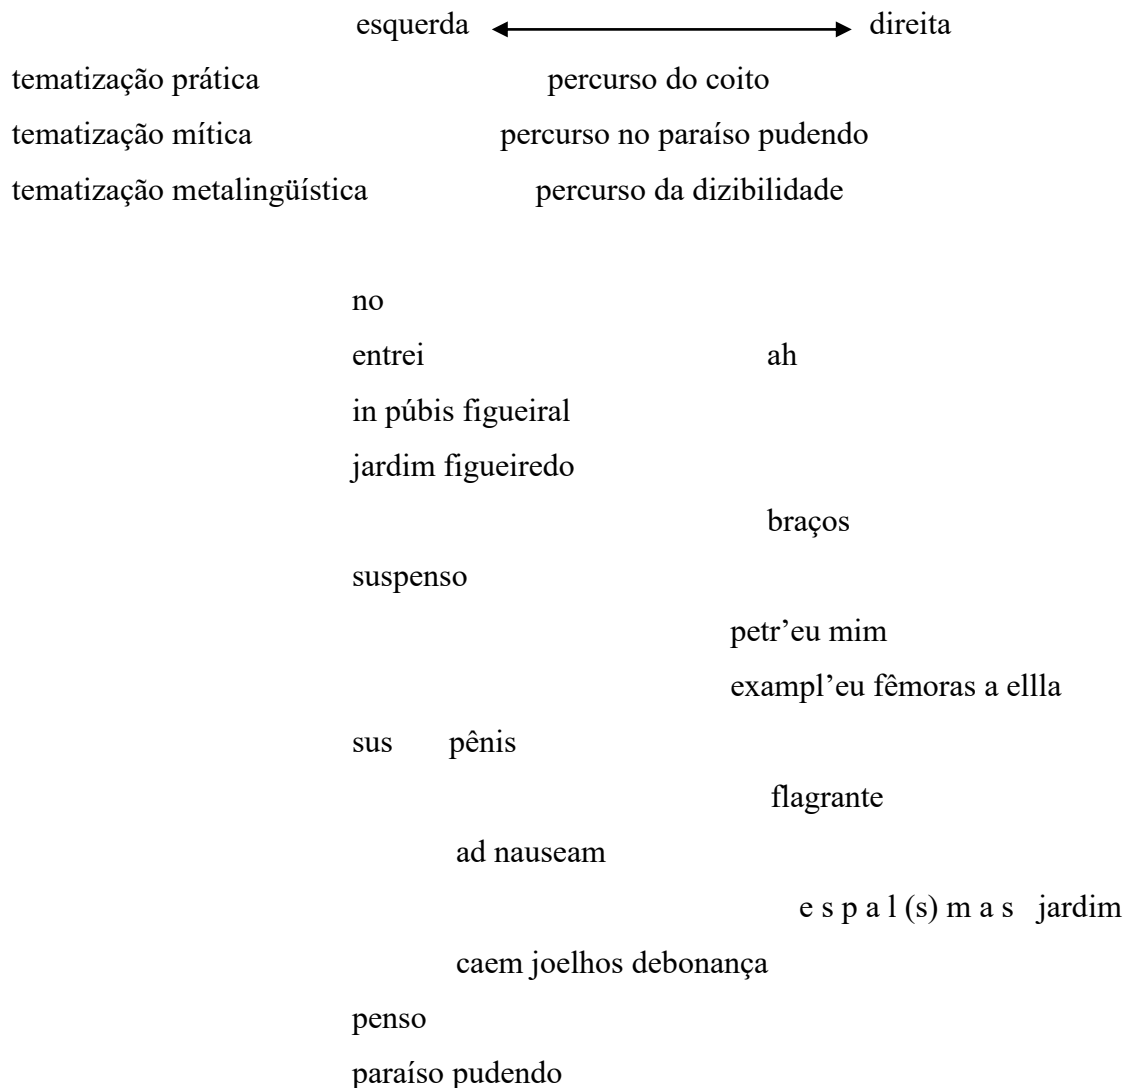 esquerda direita
tematização prática percurso do coito
tematização mítica percurso no paraíso pudendo
tematização metalingüística percurso da dizibilidade
no
entrei ah
in púbis figueiral
jardim figueiredo
braços
suspenso
petr’eu mim
exampl’eu fêmoras a ellla
sus pênis
flagrante
ad nauseam
e s p a l (s) m a s jardim
caem joelhos debonança
penso
paraíso pudendo